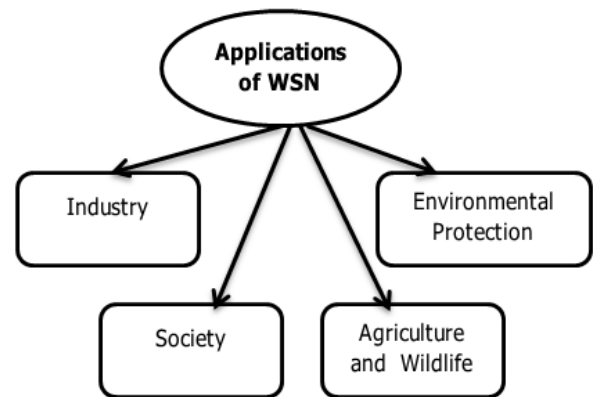 Applications
of WSN
Industry
Environmental
Protection
Society
Agriculture
and Wildlife